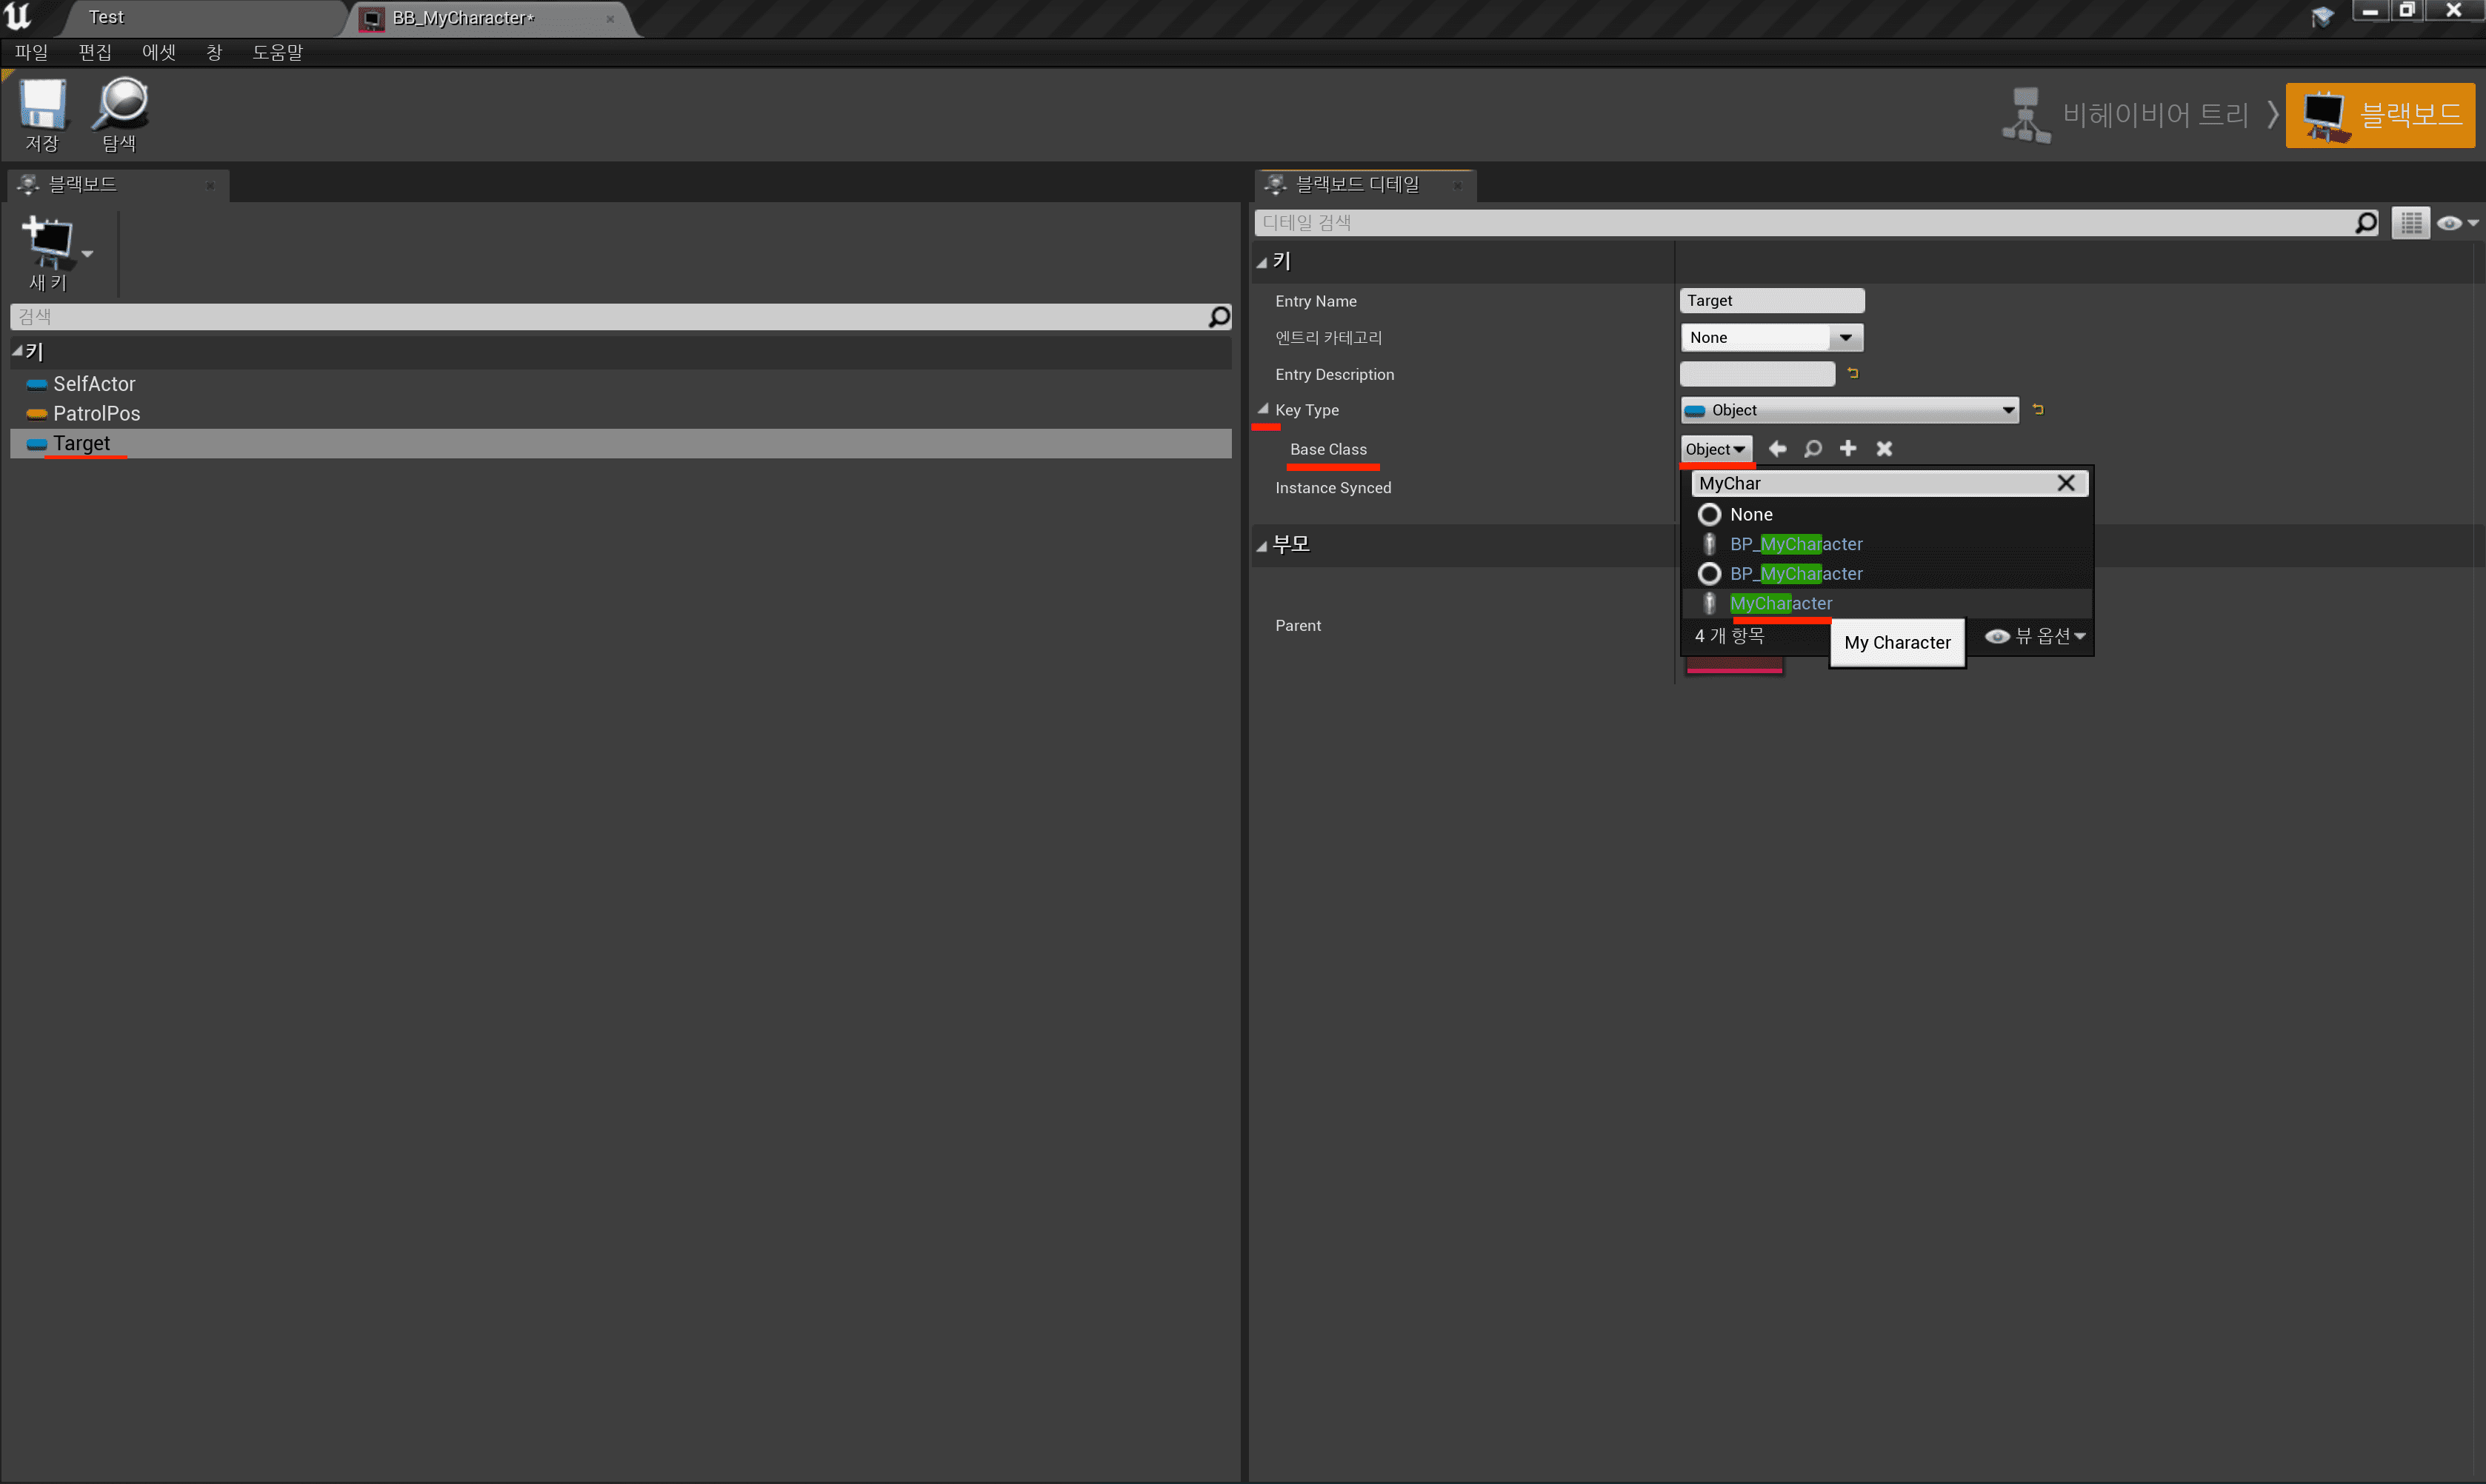 Test
BB_MyCharacter*
파일 편집 에셋 창 도움말
저장 탐색
비헤이비어 트리
블랙보드
블랙보드
새 키
검색
키
SelfActor
PatrolPos
Target
블랙보드 디테일
디테일 검색
키
Entry Name Target
엔트리 카테고리 None
Entry Description
Key Type Object
Base Class Object
Instance Synced
MyChar
None
BP_MyCharacter
BP_MyCharacter
MyCharacter
4 개 항목
뷰 옵션
My Character
부모
Parent